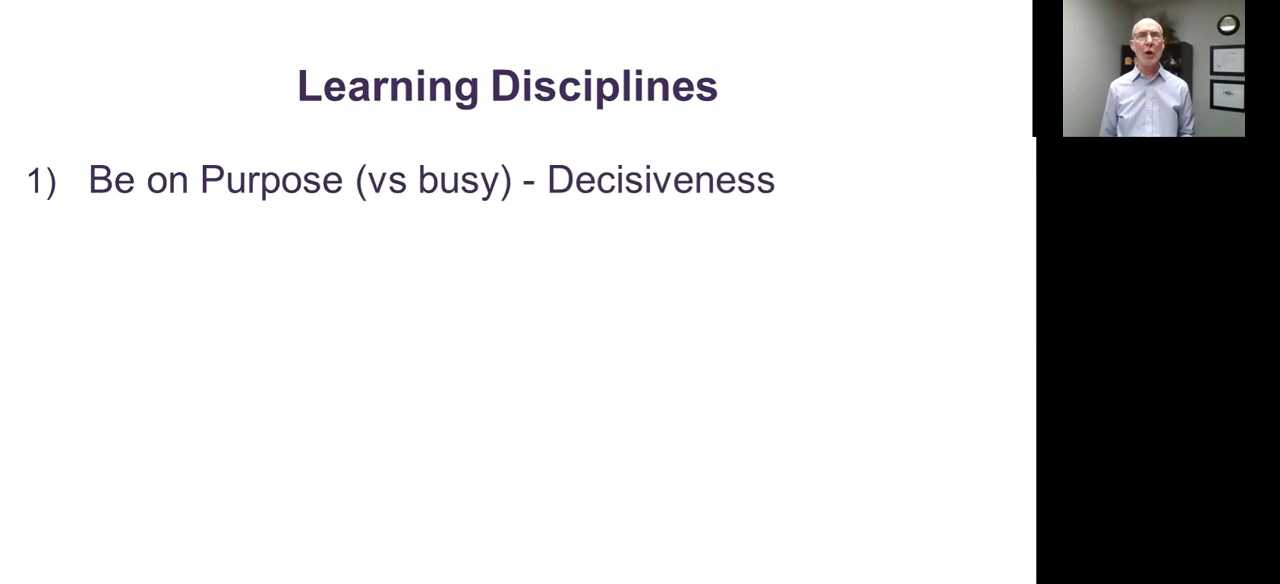 Learning Disciplines
1) Be on Purpose (vs busy) - Decisiveness